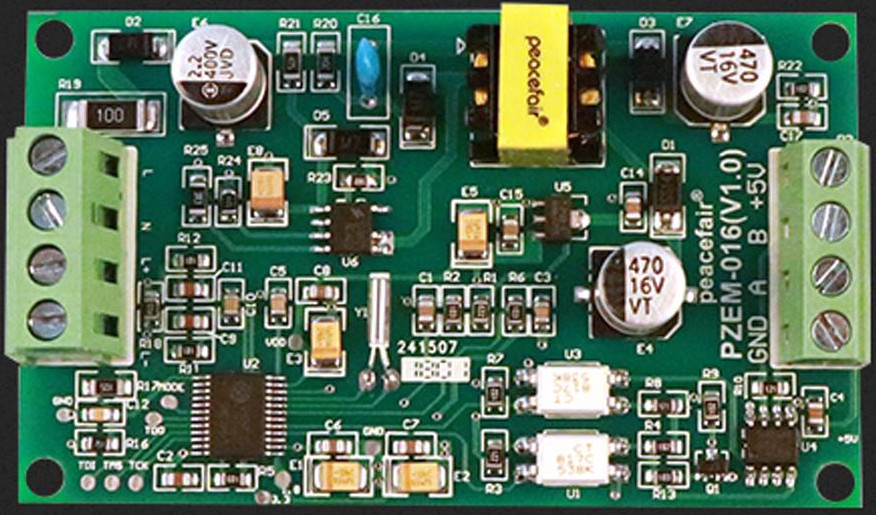 D2
E6
R21
R20
C16
D4
peacefair®
D3
E7
2.2
400V
JVD
470
16V
VT
R22
R19
100
D5
C17
R25
R24
E8
R23
L
N
L+
L-
U6
E5
C15
U5
C14
D1
peacefair®
PZEM-016(V1.0)
GND A B +5V
R12
C11
C10
C5
C8
VDD
E3
Y1
C1
R2
R1
R6
C3
470
16V
VT
E4
C9
R11
U2
241507
R7
U3
R8
R9
R10
C4
R17
MODE
GND
C12
TDO
R16
TDI
TMS
TCK
C2
R5
C6
GND
C7
E1
E2
3.3
R3
U1
817C
R4
R13
Q1
U4
+5V